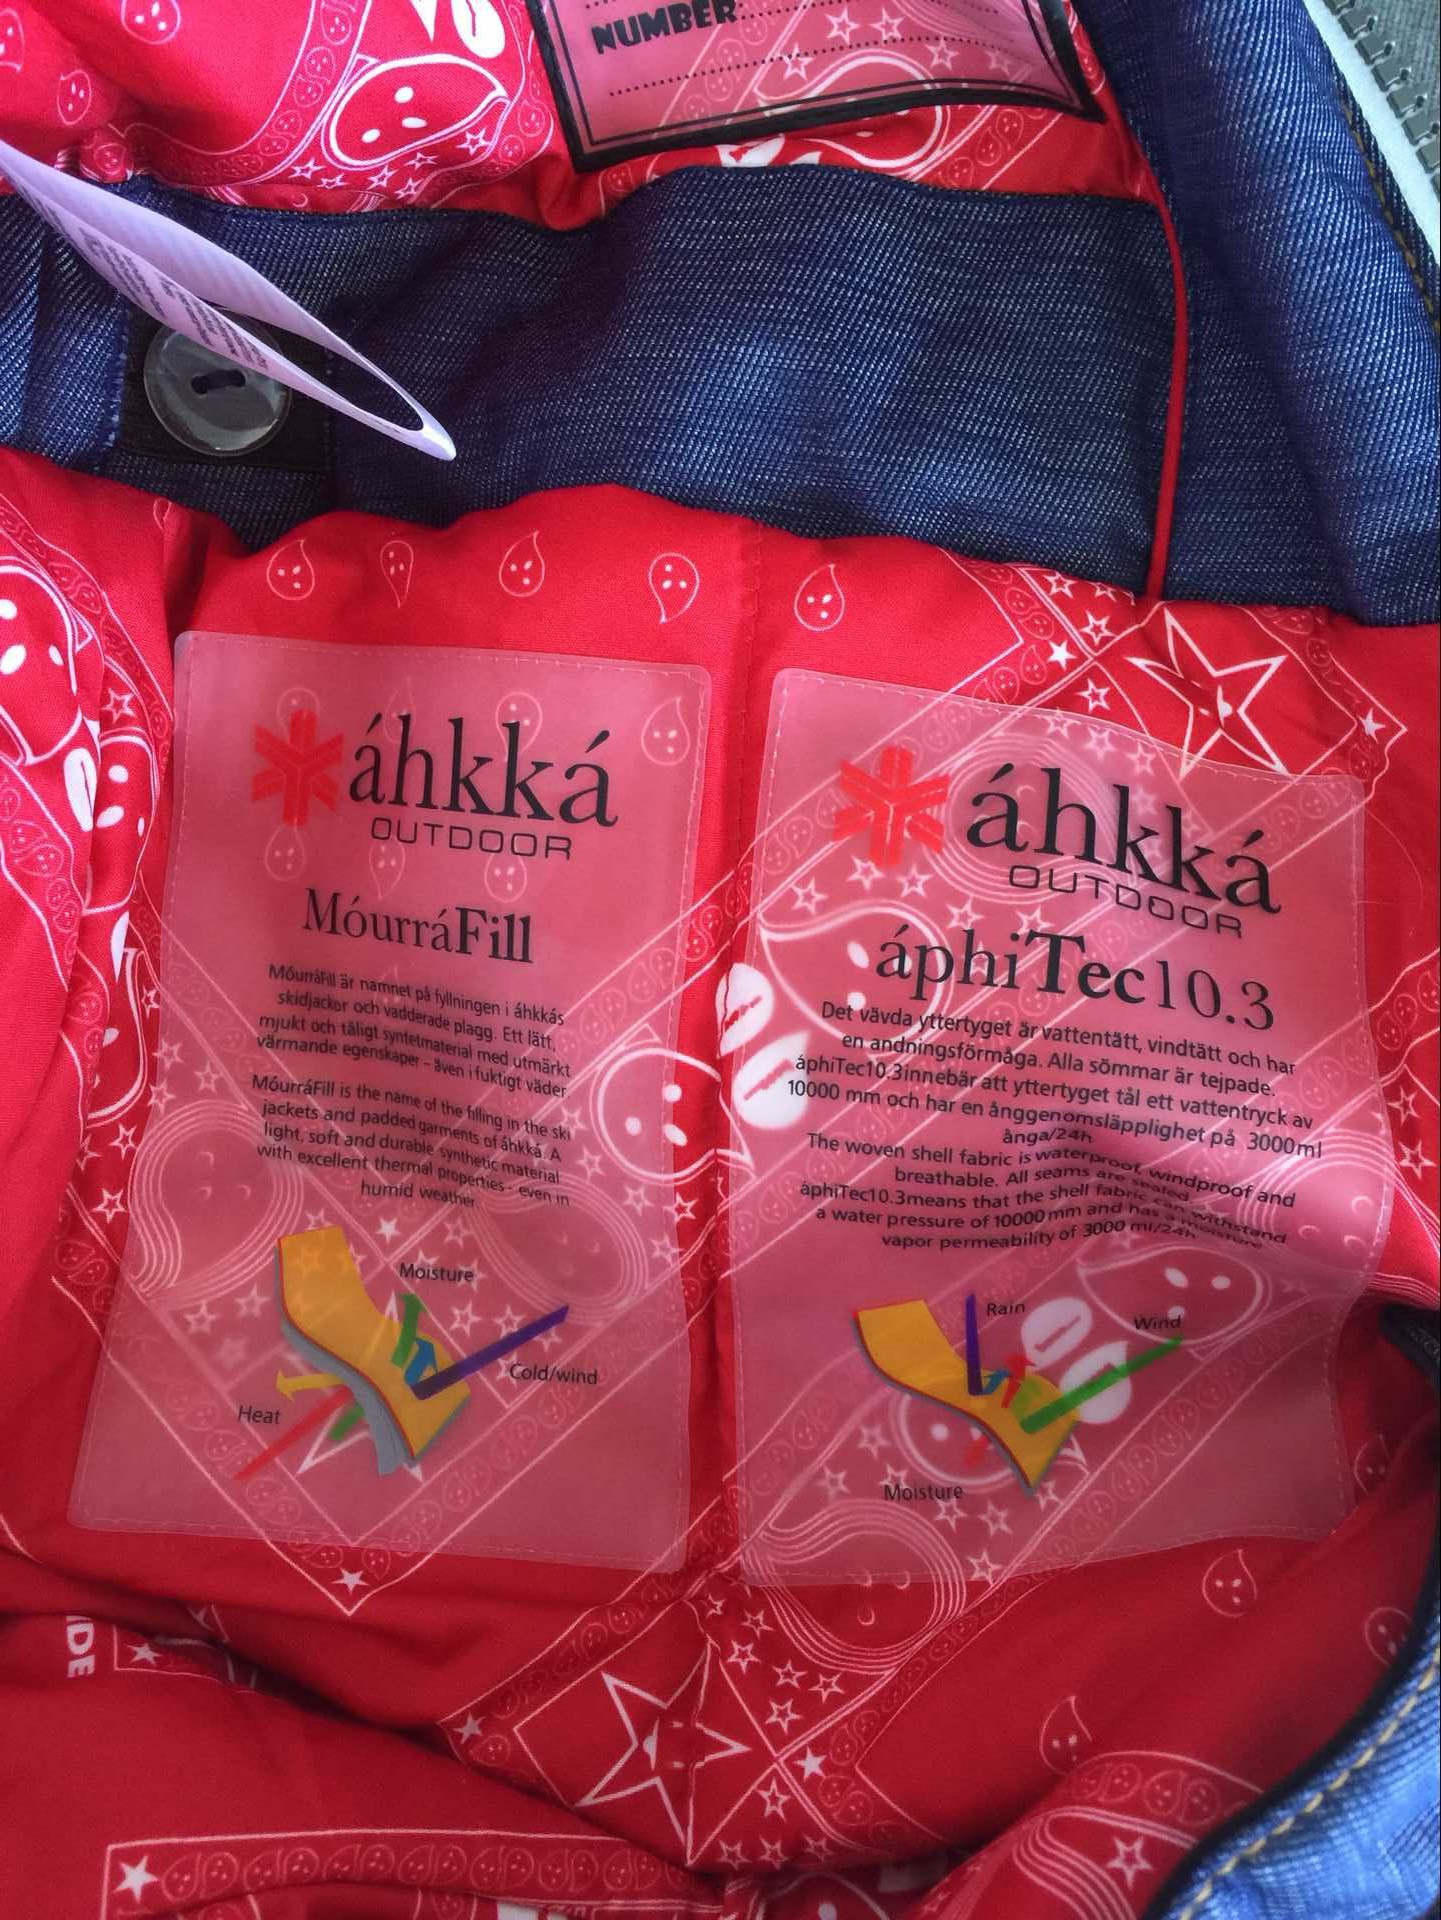 NUMBER
áhkká
OUTDOOR
MóurráFill
MóurráFill är namnet på fyllningen i áhkkás
skidjackor och vadderade plagg. Ett lätt,
mjukt och tåligt syntetmaterial med utmärkt
värmande egenskaper - även i fuktigt väder
MóurráFill is the name of the filling in the ski
jackets and padded garments of áhkká. A
light, soft and durable synthetic material
with excellent thermal properties - even in
humid weather
Moisture
Cold/wind
Heat
áhkká
OUTDOOR
áphiTec10.3
Det vävda yttertyget är vattentätt, vindtätt och har
en andningsförmåga. Alla sömmar är tejpade.
áphiTec10.3innebär att yttertyget tål ett vattentryck av
10000 mm och har en ånggenomsläpplighet på 3000ml
ånga/24h
The woven shell fabric is waterproof, windproof and
breathable. All seams are sealed
áphiTec10.3means that the shell fabric can withstand
a water pressure of 10000 mm and has a moisture
vapor permeability of 3000 ml/24h
Rain
Wind
Moisture
IDE